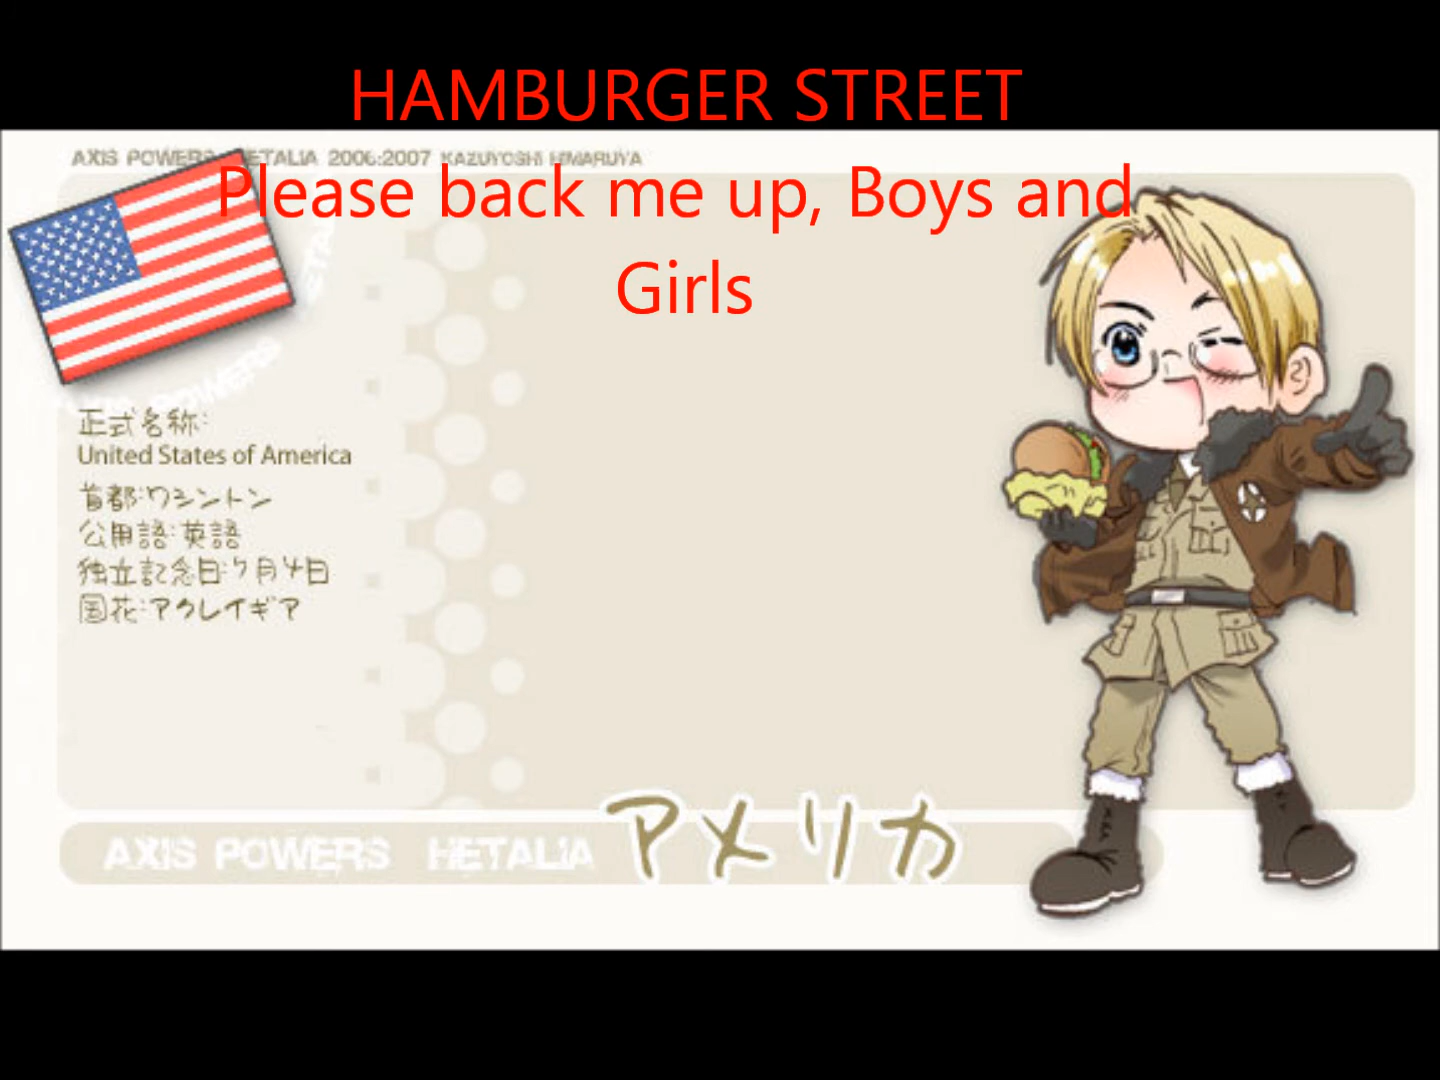 HAMBURGER STREET
AXIS POWERS HETALIA 2006:2007 KAZUYOSHI HIMARUYA
Please back me up, Boys and
Girls
POWERS
正式名称:
United States of America
首都:ワシントン
公用語:英語
独立記念日:7月4日
国花:アクレイギア
AXIS POWERS HETALIA アメリカ